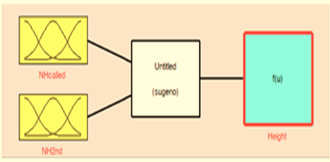 NHcalled
Untitled
(sugeno)
f(u)
NH2nd
Height